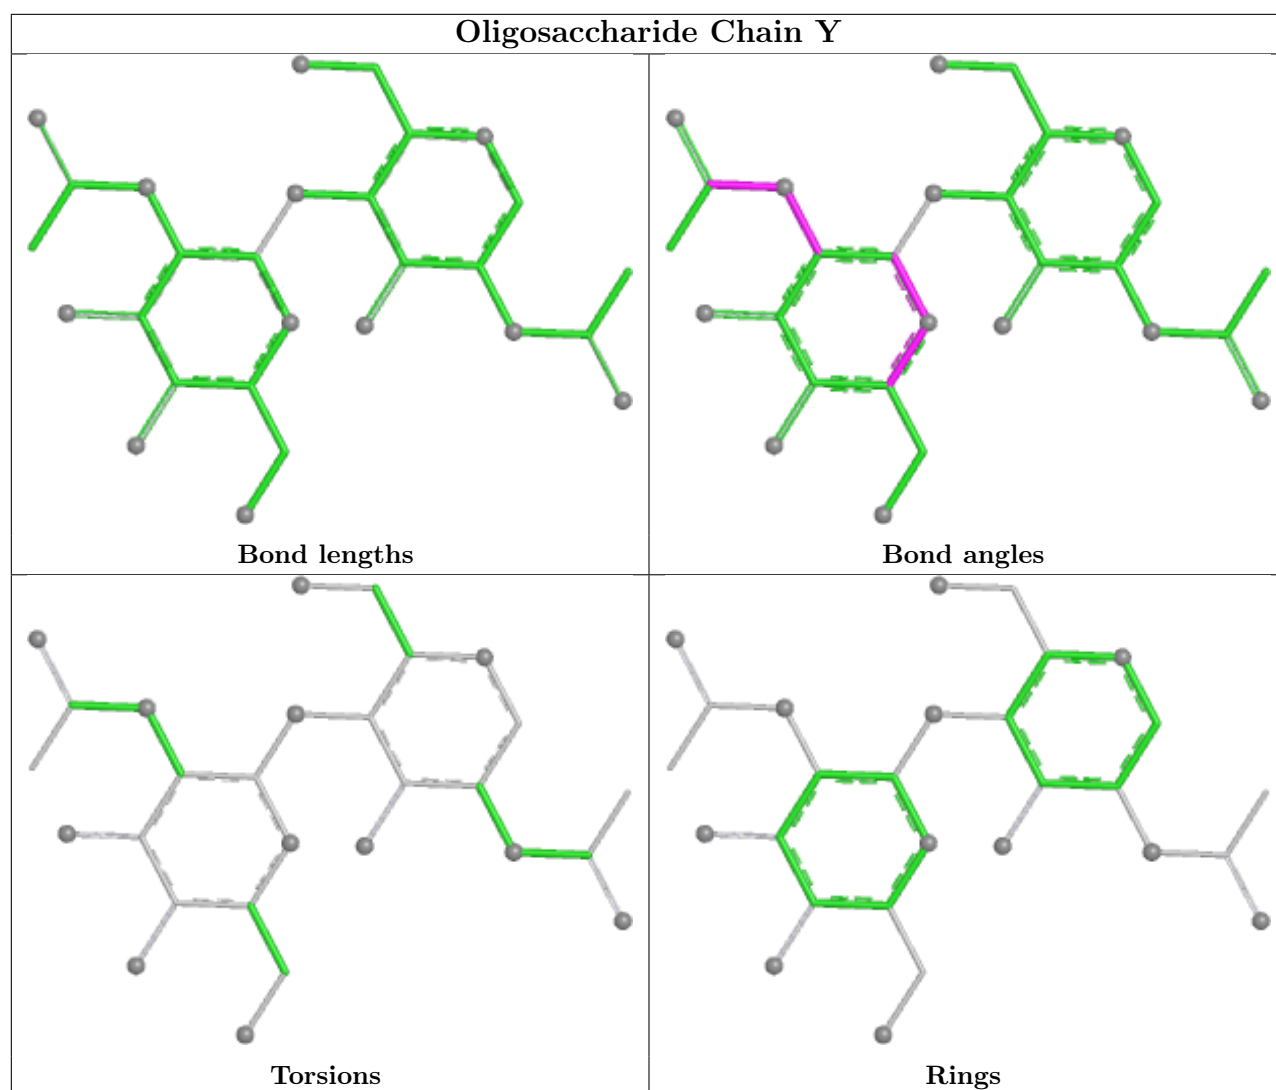 Oligosaccharide Chain Y
Bond lengths
Bond angles
Torsions
Rings